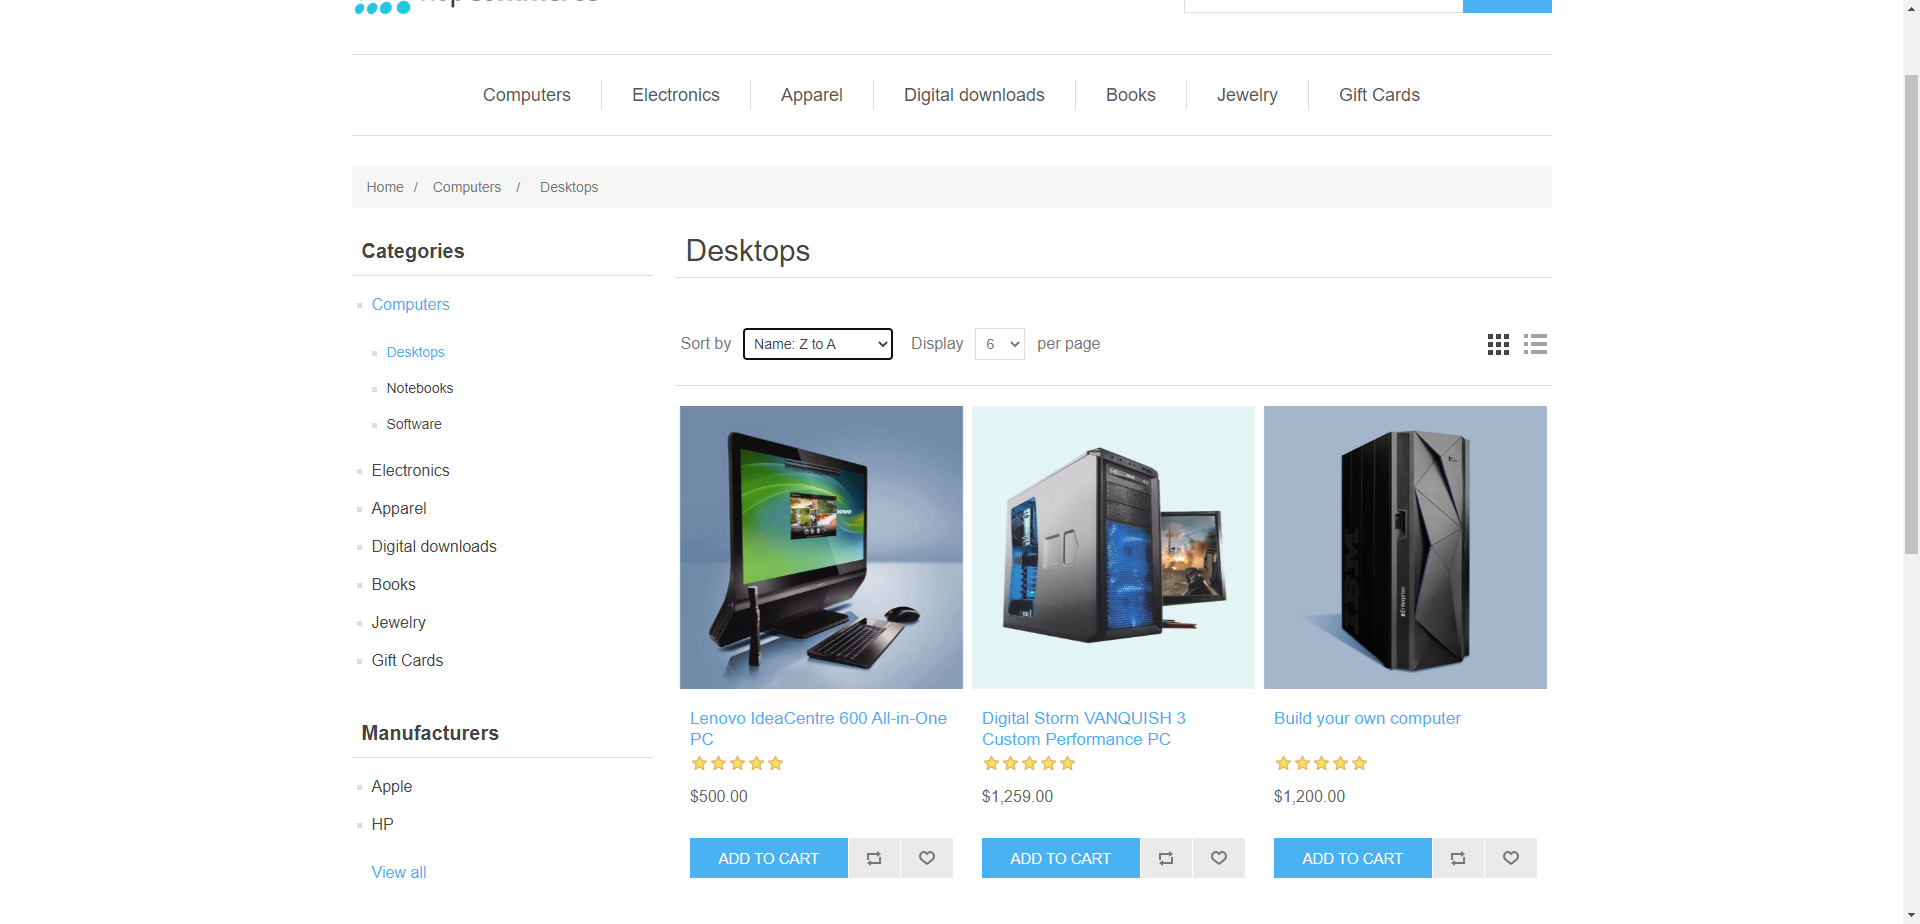 Computers Electronics Apparel Digital downloads Books Jewelry Gift Cards
Home / Computers / Desktops
Categories
Computers
Desktops
Notebooks
Software
Electronics
Apparel
Digital downloads
Books
Jewelry
Gift Cards
Manufacturers
Apple
HP
View all
Desktops
Sort by Name: Z to A Display 6 per page
IBM
Enterprise
Lenovo IdeaCentre 600 All-in-One
PC
$500.00
ADD TO CART
Digital Storm VANQUISH 3
Custom Performance PC
$1,259.00
ADD TO CART
Build your own computer
$1,200.00
ADD TO CART